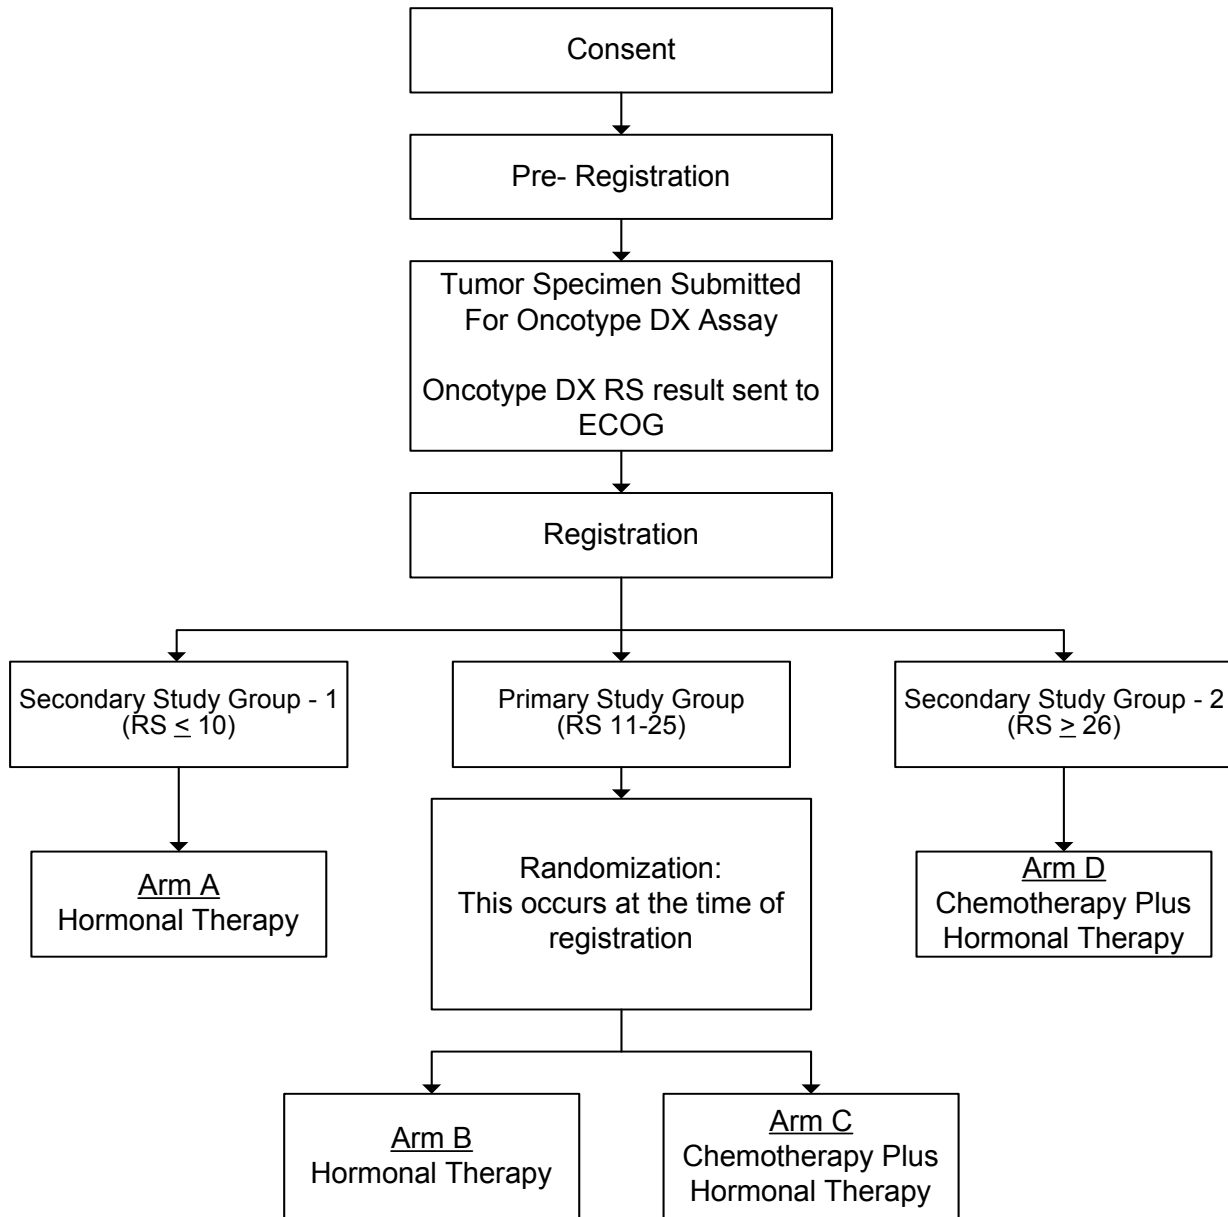 Consent
Pre- Registration
Tumor Specimen Submitted
For Oncotype DX Assay
Oncotype DX RS result sent to
ECOG
Registration
Secondary Study Group - 1
(RS ≤ 10)
Primary Study Group
(RS 11-25)
Secondary Study Group - 2
(RS ≥ 26)
Arm A
Hormonal Therapy
Randomization:
This occurs at the time of
registration
Arm D
Chemotherapy Plus
Hormonal Therapy
Arm B
Hormonal Therapy
Arm C
Chemotherapy Plus
Hormonal Therapy